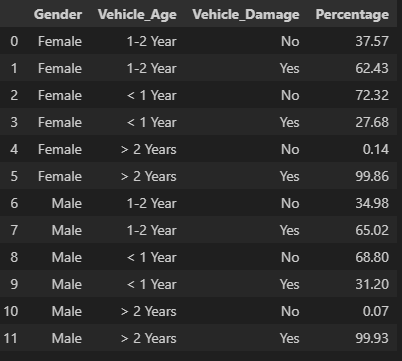 Gender Vehicle_Age Vehicle_Damage Percentage
0 Female 1-2 Year No 37.57
1 Female 1-2 Year Yes 62.43
2 Female < 1 Year No 72.32
3 Female < 1 Year Yes 27.68
4 Female > 2 Years No 0.14
5 Female > 2 Years Yes 99.86
6 Male 1-2 Year No 34.98
7 Male 1-2 Year Yes 65.02
8 Male < 1 Year No 68.80
9 Male < 1 Year Yes 31.20
10 Male > 2 Years No 0.07
11 Male > 2 Years Yes 99.93